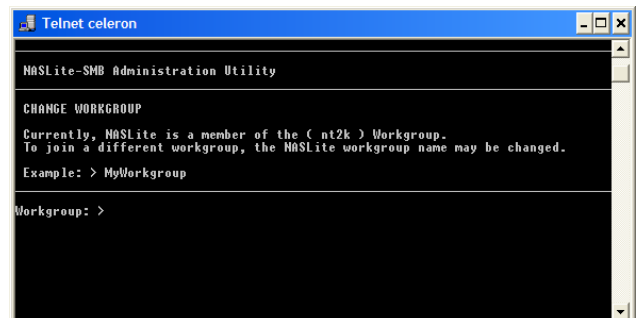 Telnet celeron
NASLite-SMB Administration Utility
CHANGE WORKGROUP
Currently, NASLite is a member of the ( nt2k ) Workgroup.
To join a different workgroup, the NASLite workgroup name may be changed.
Example: > MyWorkgroup
Workgroup: >